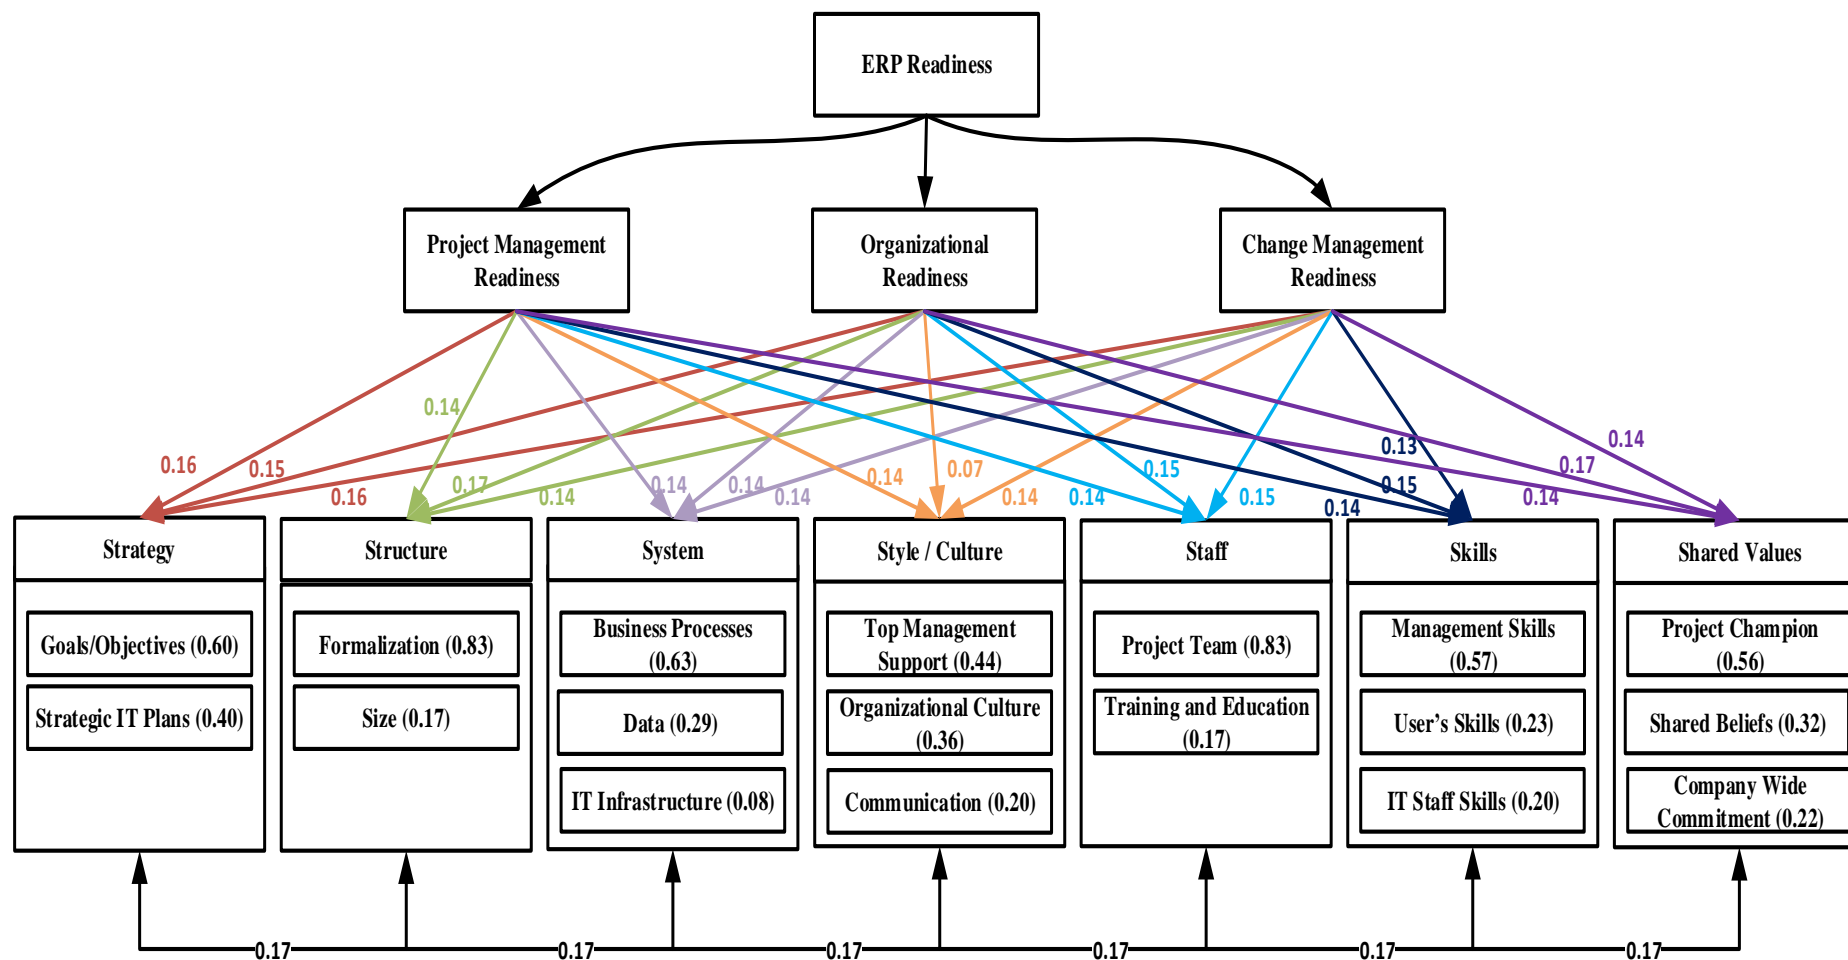 ERP Readiness
Project Management
Readiness
Organizational
Readiness
Change Management
Readiness
0.14
0.16
0.15
0.16
0.17
0.14
0.14
0.14
0.14
0.14
0.07
0.14
0.14
0.15
0.15
0.13
0.15
0.14
0.14
0.17
0.14
Strategy
Structure
System
Style / Culture
Staff
Skills
Shared Values
Goals/Objectives (0.60)
Strategic IT Plans (0.40)
Formalization (0.83)
Size (0.17)
Business Processes
(0.63)
Data (0.29)
IT Infrastructure (0.08)
Top Management
Support (0.44)
Organizational Culture
(0.36)
Communication (0.20)
Project Team (0.83)
Training and Education
(0.17)
Management Skills
(0.57)
User's Skills (0.23)
IT Staff Skills (0.20)
Project Champion
(0.56)
Shared Beliefs (0.32)
Company Wide
Commitment (0.22)
0.17
0.17
0.17
0.17
0.17
0.17